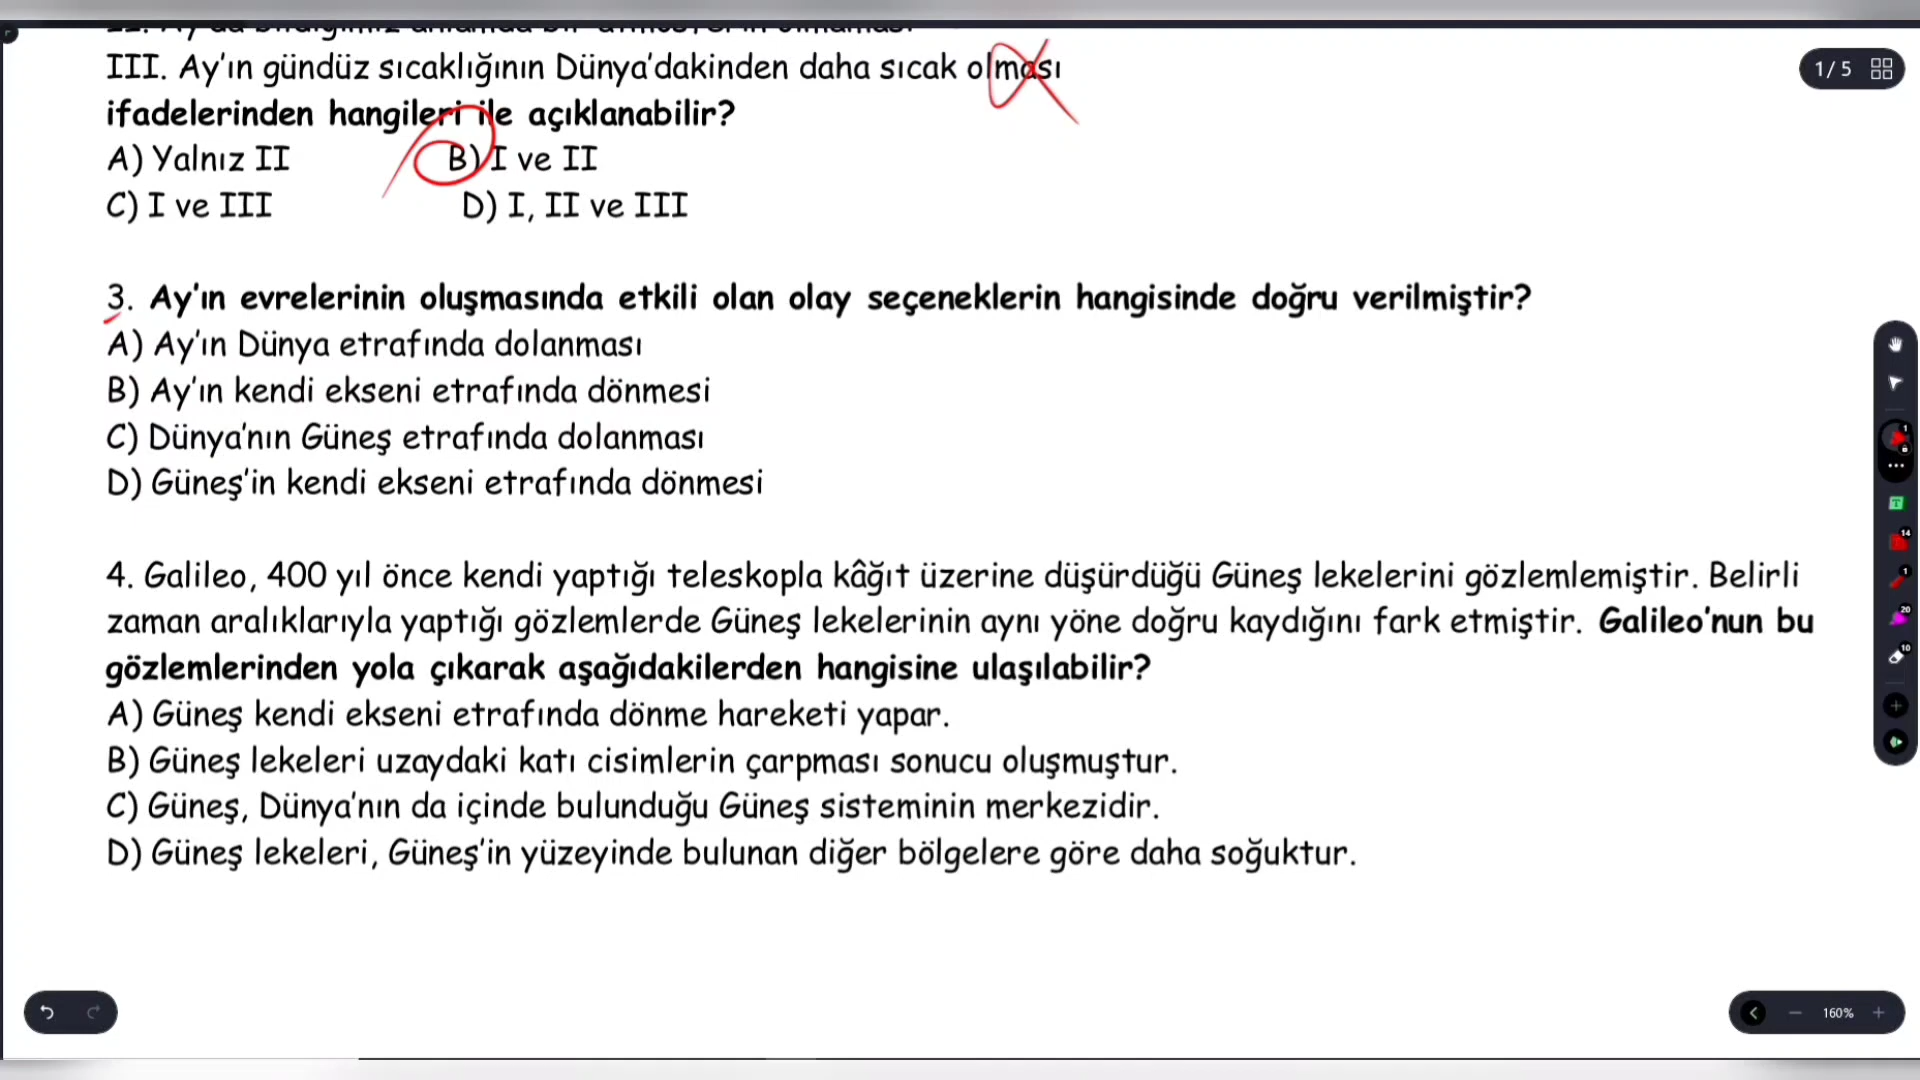 III. Ay'ın gündüz sıcaklığının Dünya'dakinden daha sıcak olması
ifadelerinden hangileri ile açıklanabilir?
A) Yalnız II B) I ve II
C) I ve III D) I, II ve III
3. Ay'ın evrelerinin oluşmasında etkili olan olay seçeneklerin hangisinde doğru verilmiştir?
A) Ay'ın Dünya etrafında dolanması
B) Ay'ın kendi ekseni etrafında dönmesi
C) Dünya'nın Güneş etrafında dolanması
D) Güneş'in kendi ekseni etrafında dönmesi
4. Galileo, 400 yıl önce kendi yaptığı teleskopla kâğıt üzerine düşürdüğü Güneş lekelerini gözlemlemiştir. Belirli
zaman aralıklarıyla yaptığı gözlemlerde Güneş lekelerinin aynı yöne doğru kaydığını fark etmiştir. Galileo'nun bu
gözlemlerinden yola çıkarak aşağıdakilerden hangisine ulaşılabilir?
A) Güneş kendi ekseni etrafında dönme hareketi yapar.
B) Güneş lekeleri uzaydaki katı cisimlerin çarpması sonucu oluşmuştur.
C) Güneş, Dünya'nın da içinde bulunduğu Güneş sisteminin merkezidir.
D) Güneş lekeleri, Güneş'in yüzeyinde bulunan diğer bölgelere göre daha soğuktur.
1/5
1
14
1
20
10
160%